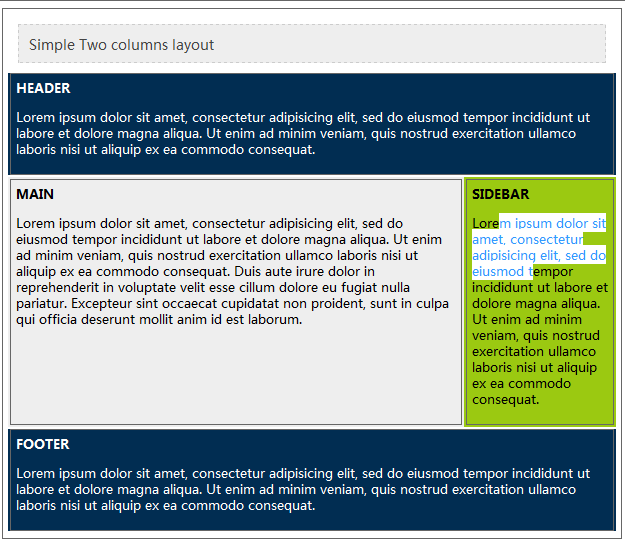 Simple Two columns layout
HEADER
Lorem ipsum dolor sit amet, consectetur adipisicing elit, sed do eiusmod tempor incididunt ut
labore et dolore magna aliqua. Ut enim ad minim veniam, quis nostrud exercitation ullamco
laboris nisi ut aliquip ex ea commodo consequat.
MAIN
Lorem ipsum dolor sit amet, consectetur adipisicing elit, sed do
eiusmod tempor incididunt ut labore et dolore magna aliqua. Ut enim
ad minim veniam, quis nostrud exercitation ullamco laboris nisi ut
aliquip ex ea commodo consequat. Duis aute irure dolor in
reprehenderit in voluptate velit esse cillum dolore eu fugiat nulla
pariatur. Excepteur sint occaecat cupidatat non proident, sunt in culpa
qui officia deserunt mollit anim id est laborum.
SIDEBAR
Lorem ipsum dolor sit
amet, consectetur
adipisicing elit, sed do
eiusmod tempor
incididunt ut labore et
dolore magna aliqua.
Ut enim ad minim
veniam, quis nostrud
exercitation ullamco
laboris nisi ut aliquip
ex ea commodo
consequat.
FOOTER
Lorem ipsum dolor sit amet, consectetur adipisicing elit, sed do eiusmod tempor incididunt ut
labore et dolore magna aliqua. Ut enim ad minim veniam, quis nostrud exercitation ullamco
laboris nisi ut aliquip ex ea commodo consequat.